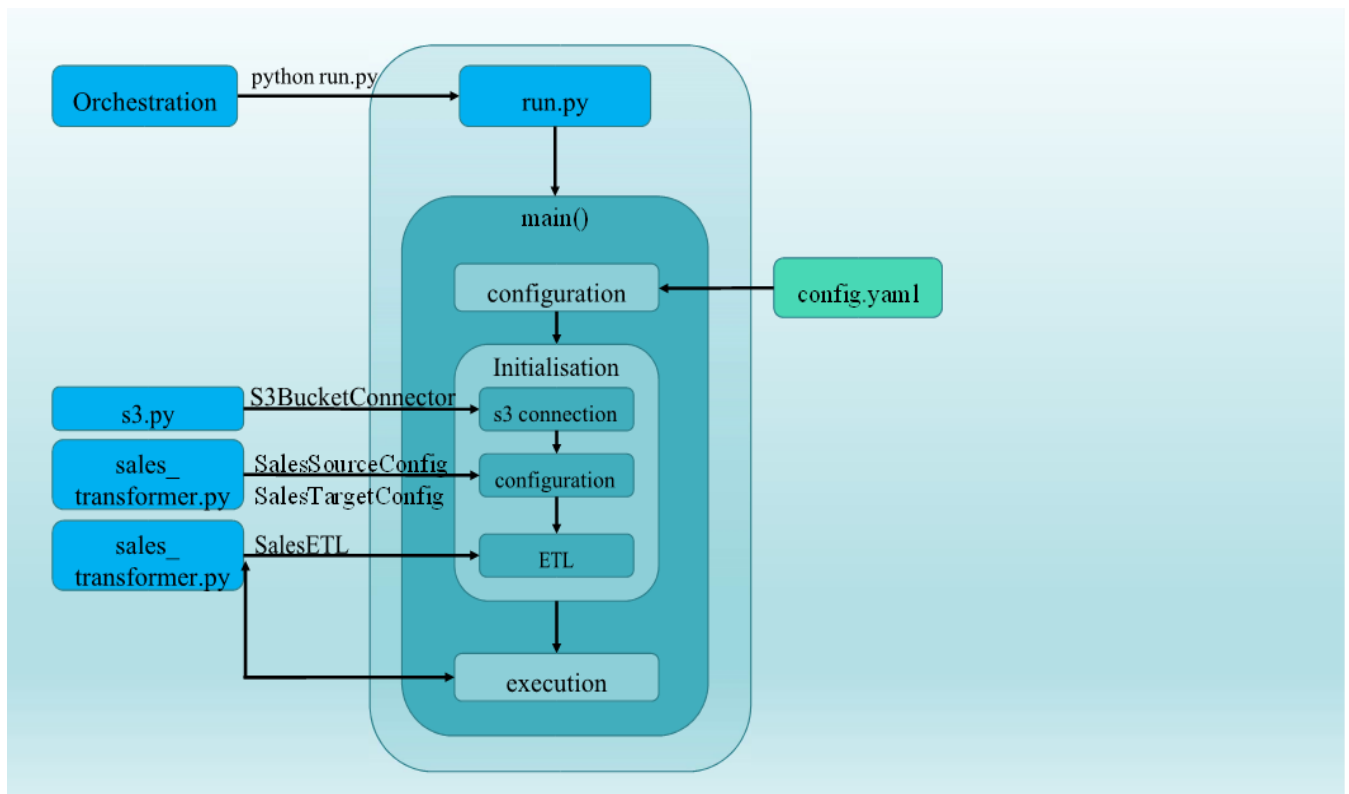 python run.py
Orchestration
run.py
main()
configuration
config.yaml
Initialisation
S3BucketConnector
s3.py
s3 connection
sales_
transformer.py
SalesSourceConfig
SalesTargetConfig
configuration
sales_
transformer.py
SalesETL
ETL
execution